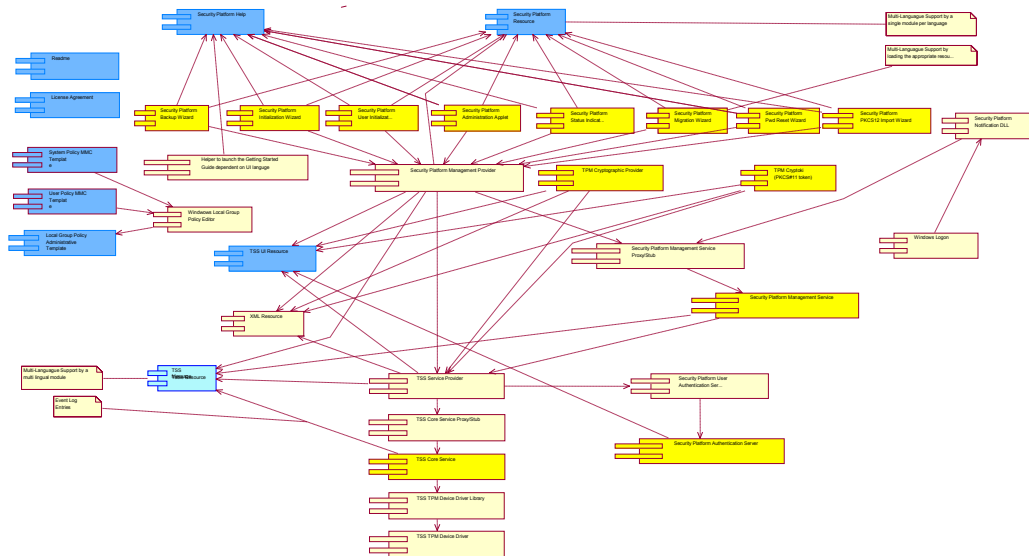 Security Platform Help
Security Platform
Resource
Multi-Languague Support by a
single module per language
Multi-Languague Support by
loading the appropriate resou...
Readme
License Agreement
Security Platform
Backup Wizard
Security Platform
Initialization Wizard
Security Platform
User Initializat...
Security Platform
Administration Applet
Security Platform
Status Indicat...
Security Platform
Migration Wizard
Security Platform
Pwd Reset Wizard
Security Platform
PKCS12 Import Wizard
Security Platform
Notification DLL
System Policy MMC
Templat
e
Helper to launch the Getting Started
Guide dependent on UI languge
Security Platform Management Provider
TPM Cryptographic Provider
TPM Cryptoki
(PKCS#11 token)
User Policy MMC
Templat
e
Windwows Local Group
Policy Editor
Local Group Policy
Administrative
Template
TSS UI Resource
Security Platform Management Service
Proxy/Stub
Windows Logon
Security Platform Management Service
XML Resource
Multi-Language Support by a
multi lingual module
TSS
Resource
TSS Service Provider
Security Platform User
Authentication Ser...
Event Log
Entries
TSS Core Service Proxy/Stub
TSS Core Service
Security Platform Authentication Server
TSS TPM Device Driver Library
TSS TPM Device Driver